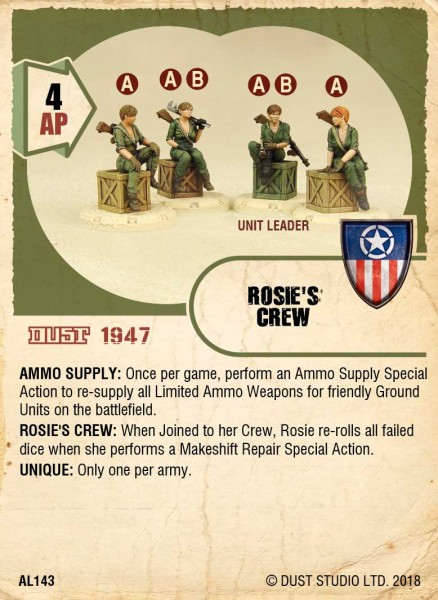 4
AP
A
A B
A B
A
UNIT LEADER
ROSIE'S
CREW
DUST 1947
AMMO SUPPLY: Once per game, perform an Ammo Supply Special
Action to re-supply all Limited Ammo Weapons for friendly Ground
Units on the battlefield.
ROSIE'S CREW: When Joined to her Crew, Rosie re-rolls all failed
dice when she performs a Makeshift Repair Special Action.
UNIQUE: Only one per army.
AL143
© DUST STUDIO LTD. 2018